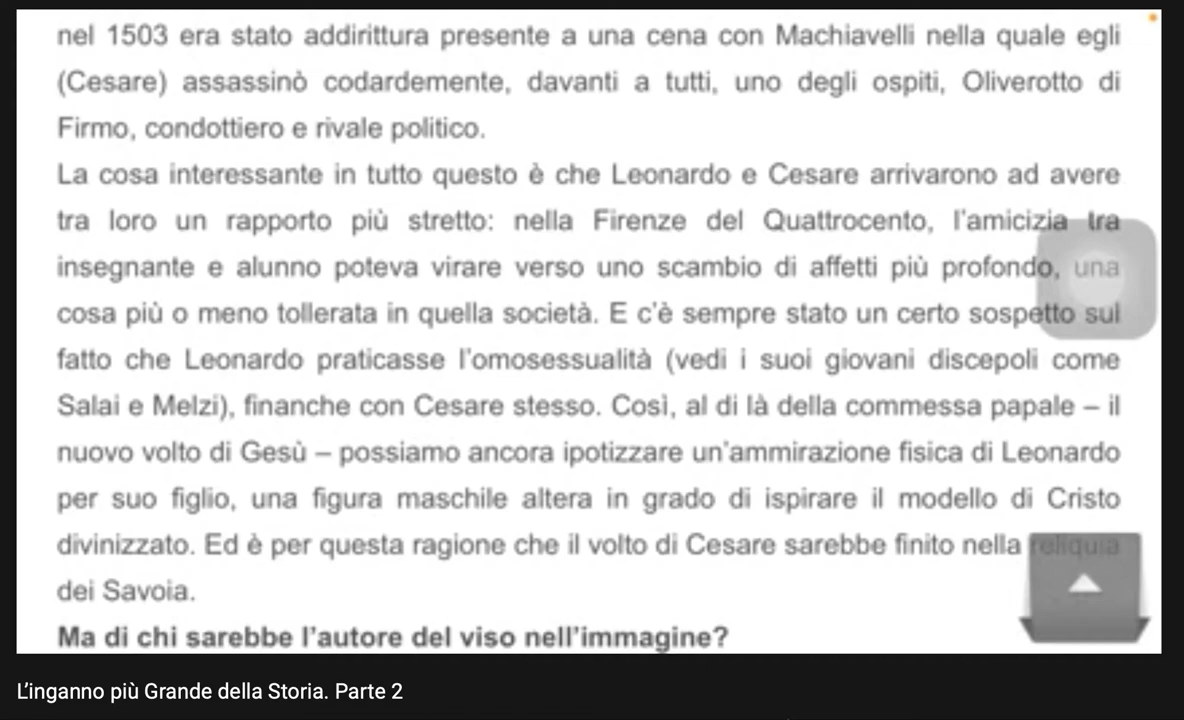 nel 1503 era stato addirittura presente a una cena con Machiavelli nella quale egli
(Cesare) assassinò codardemente, davanti a tutti, uno degli ospiti, Oliverotto di
Firmo, condottiero e rivale politico.
La cosa interessante in tutto questo è che Leonardo e Cesare arrivarono ad avere
tra loro un rapporto più stretto: nella Firenze del Quattrocento, l'amicizia tra
insegnante e alunno poteva virare verso uno scambio di affetti più profondo, una
cosa più o meno tollerata in quella società. E c'è sempre stato un certo sospetto sul
fatto che Leonardo praticasse l'omosessualità (vedi i suoi giovani discepoli come
Salai e Melzi), finanche con Cesare stesso. Così, al di là della commessa papale – il
nuovo volto di Gesù – possiamo ancora ipotizzare un'ammirazione fisica di Leonardo
per suo figlio, una figura maschile altera in grado di ispirare il modello di Cristo
divinizzato. Ed è per questa ragione che il volto di Cesare sarebbe finito nella reliquia
dei Savoia.
Ma di chi sarebbe l'autore del viso nell'immagine?
L'inganno più Grande della Storia. Parte 2